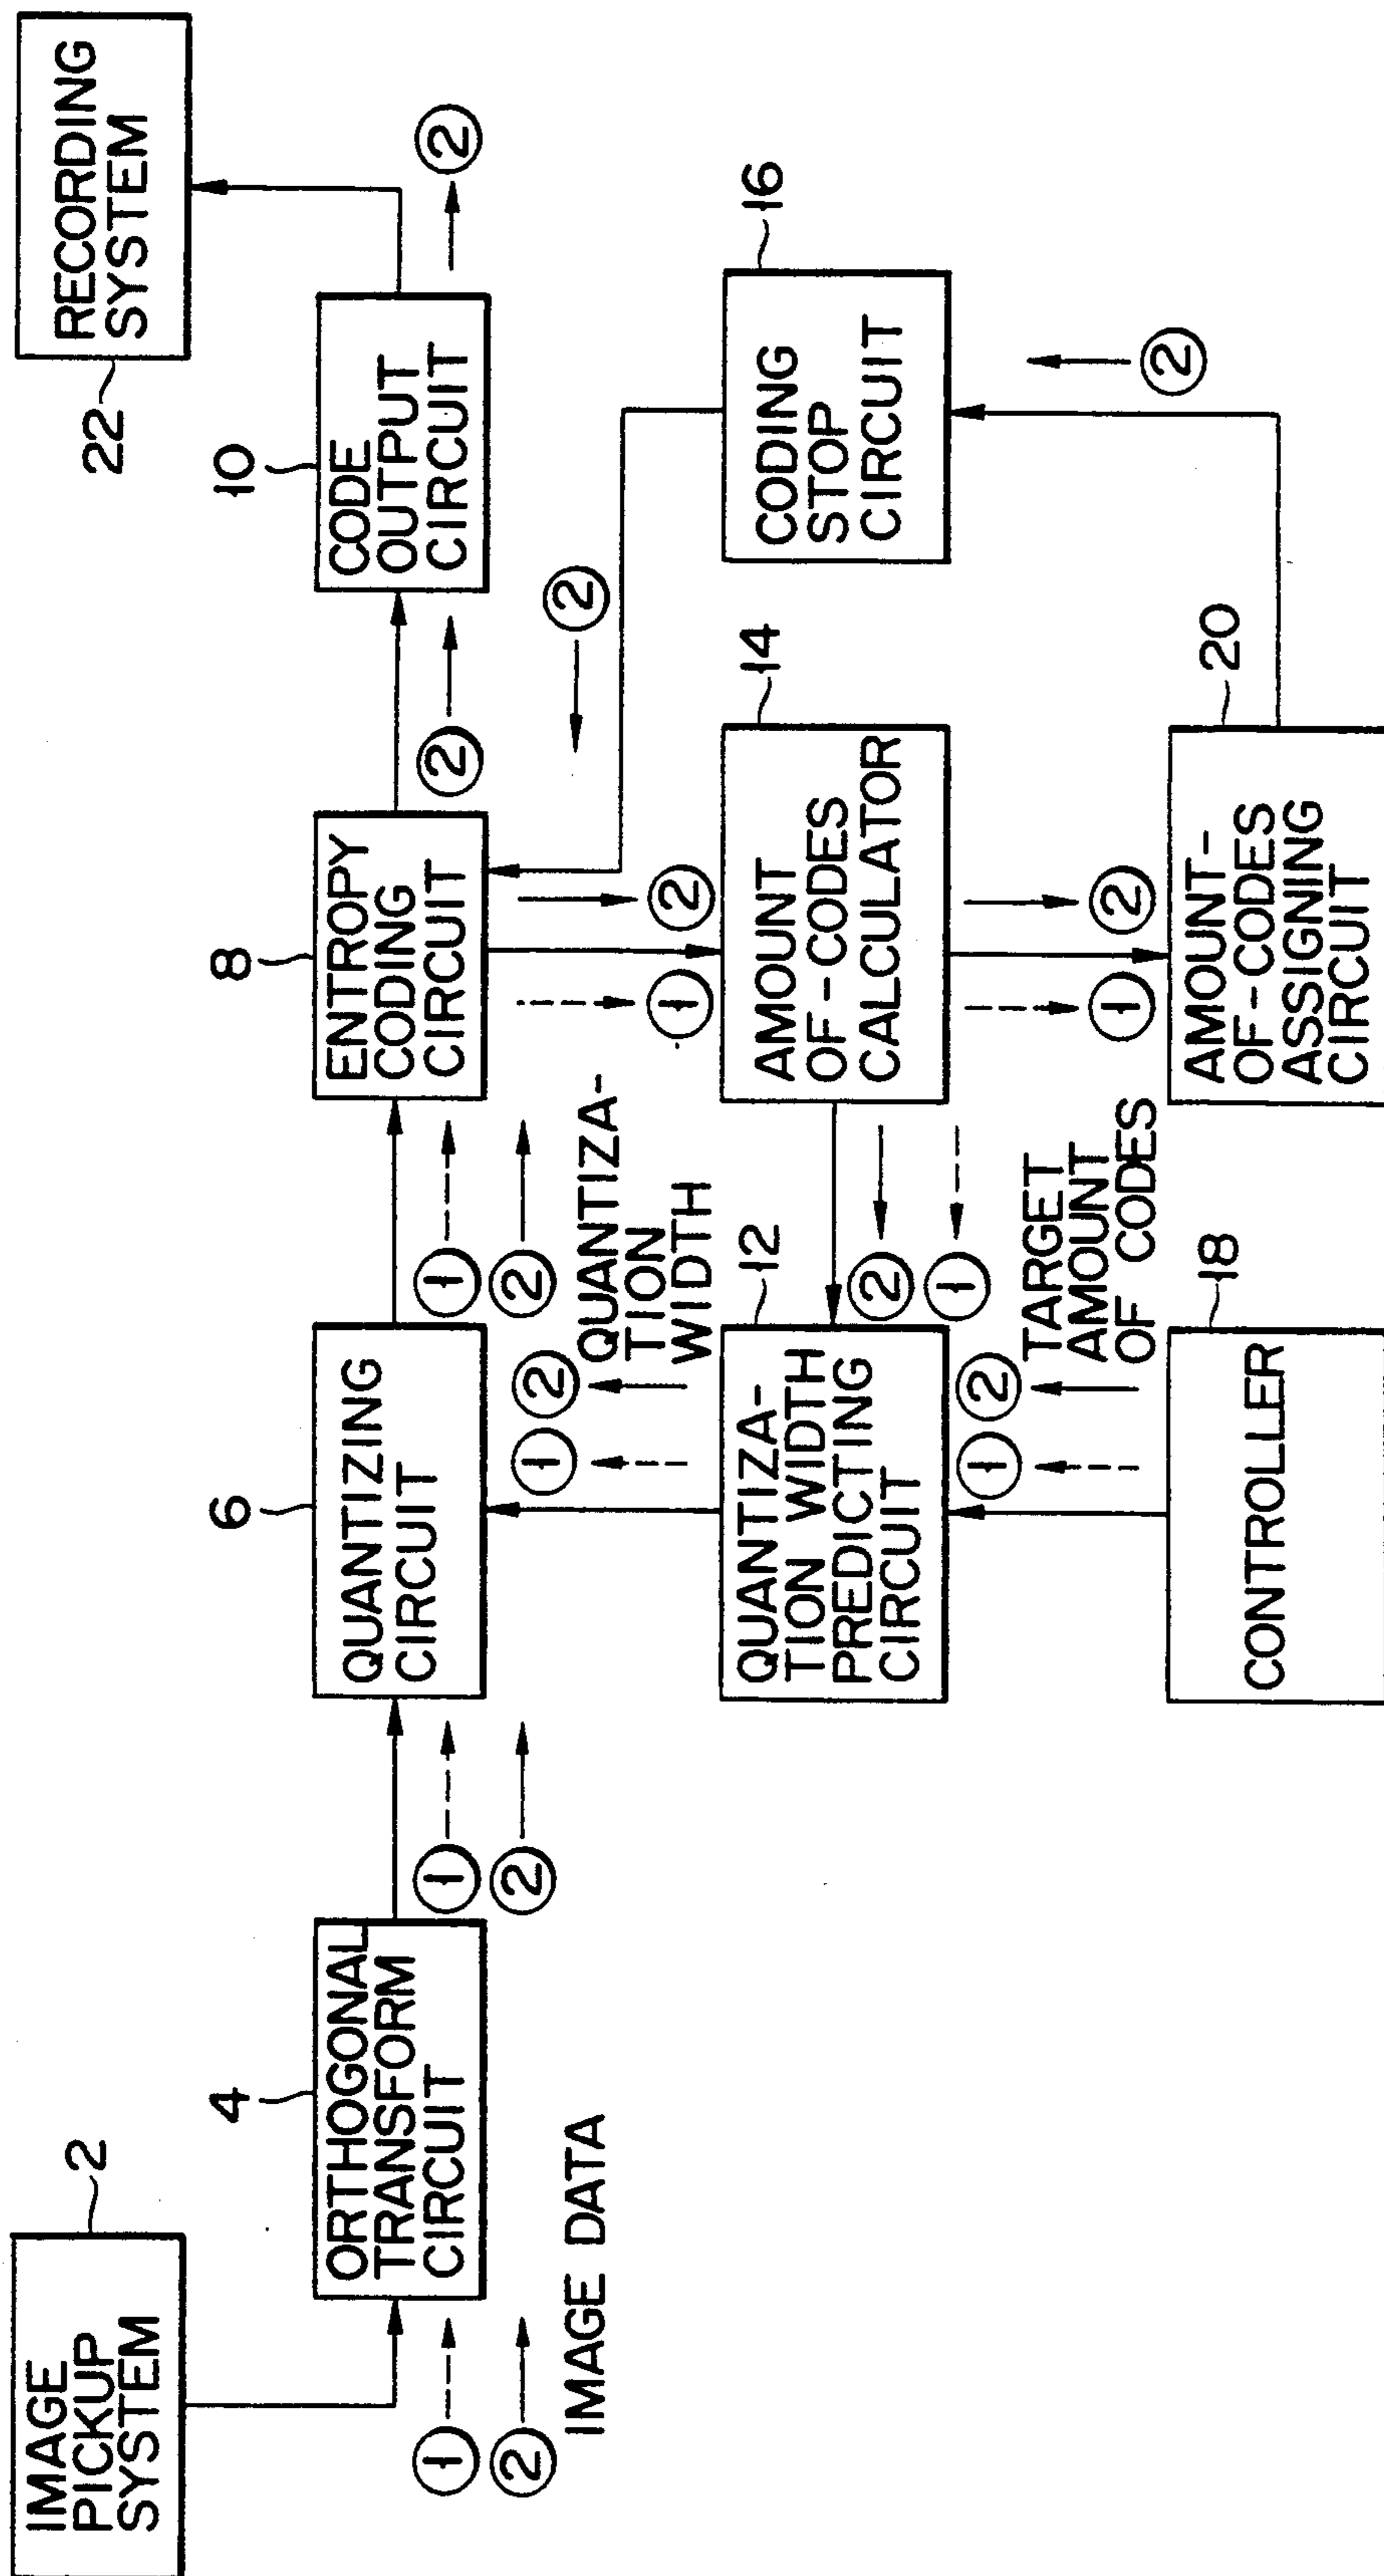 IMAGE
PICKUP
SYSTEM
2
ORTHOGONAL
TRANSFORM
CIRCUIT
4
① ②
IMAGE DATA
① ②
QUANTIZING
CIRCUIT
6
① ②
ENTROPY
CODING
CIRCUIT
8
②
CODE
OUTPUT
CIRCUIT
10
②
RECORDING
SYSTEM
22
① ②
QUANTIZA-
TION
WIDTH
QUANTIZA-
TION WIDTH
PREDICTING
CIRCUIT
12
② ①
① ②
AMOUNT
OF-CODES
CALCULATOR
14
②
CODING
STOP
CIRCUIT
16
① ②
TARGET
AMOUNT
OF CODES
CONTROLLER
18
① ②
AMOUNT-
OF-CODES
ASSIGNING
CIRCUIT
20
②